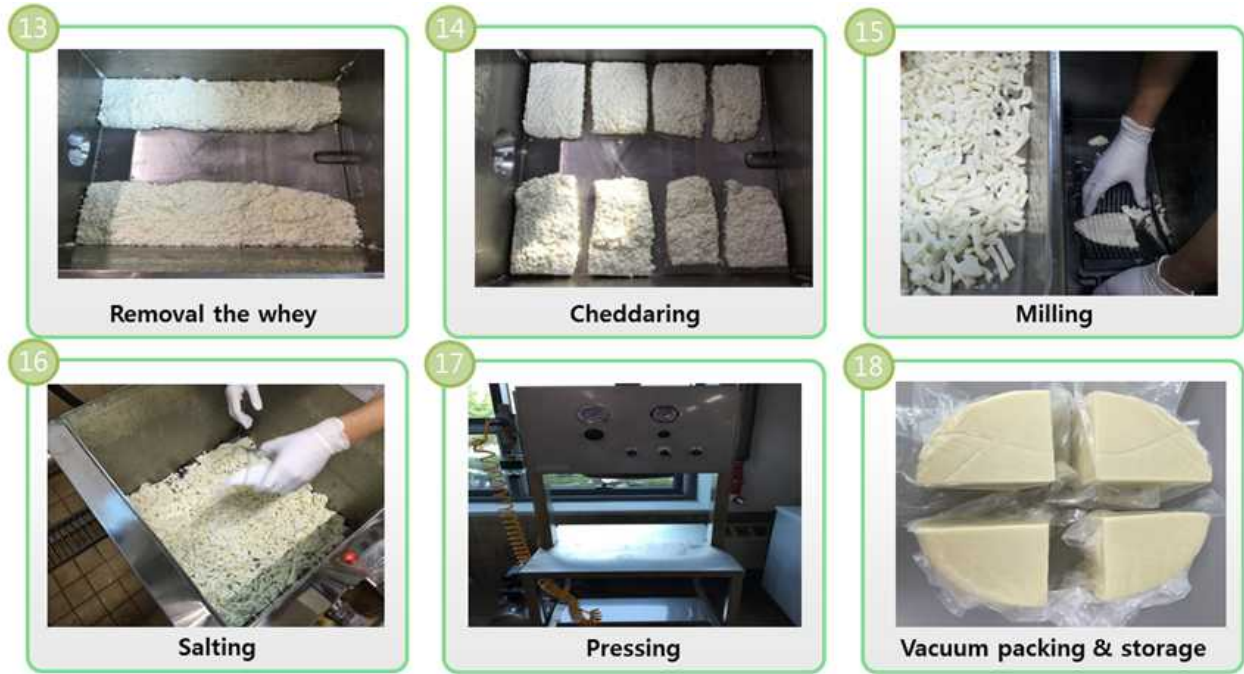 13
Removal the whey
14
Cheddaring
15
Milling
16
Salting
17
Pressing
18
Vacuum packing & storage